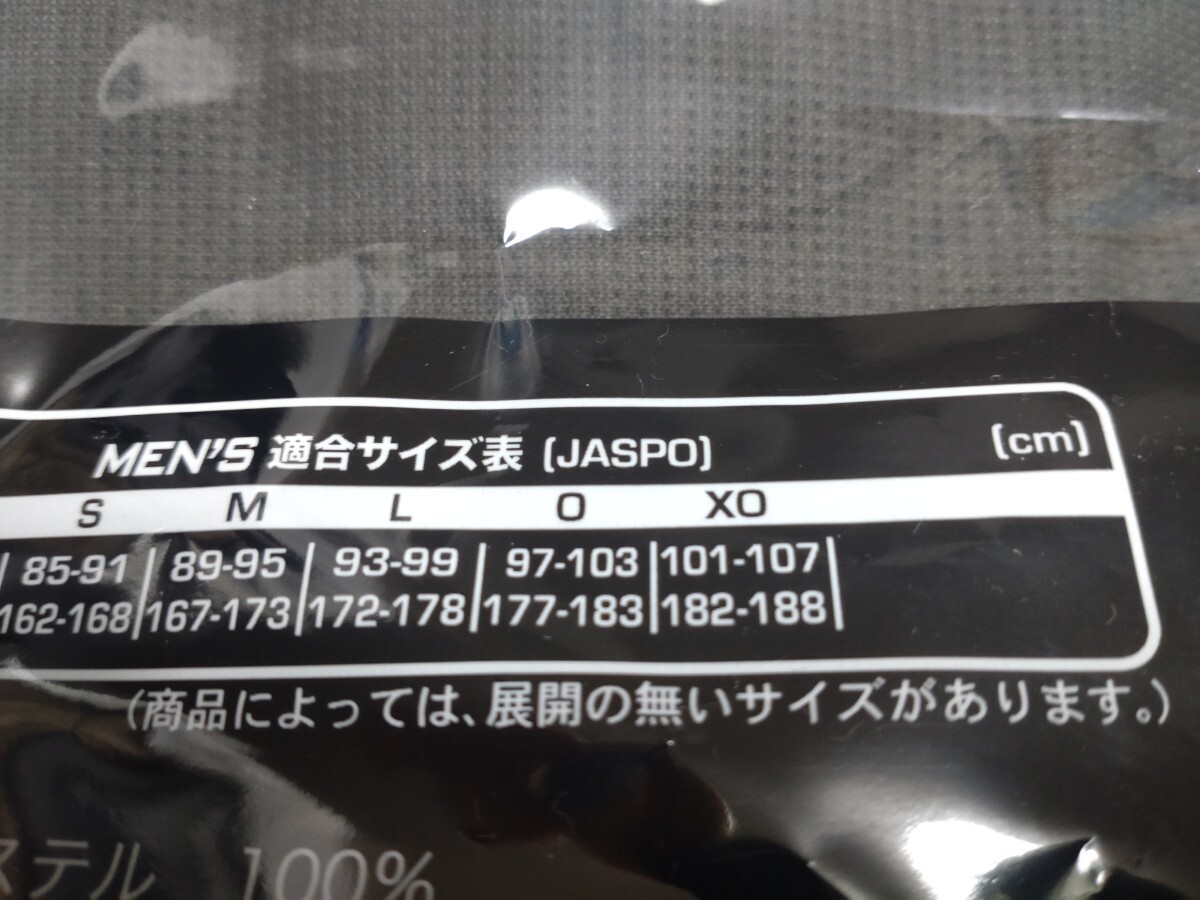 MEN'S 適合サイズ表 [JASPO] [cm]
S M L O XO
85-91 89-95 93-99 97-103 101-107
162-168 167-173 172-178 177-183 182-188
(商品によっては、展開の無いサイズがあります。)
ステル 100%